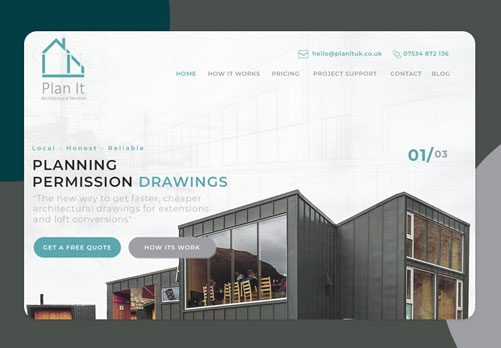 hello@planituk.co.uk 07534 872 136
Plan It
Architectural Services
HOME HOW IT WORKS PRICING PROJECT SUPPORT CONTACT BLOG
Local - Honest - Reliable
01/03
PLANNING
PERMISSION DRAWINGS
"The new way to get faster, cheaper
architectural drawings for extensions
and loft conversions"
GET A FREE QUOTE HOW ITS WORK